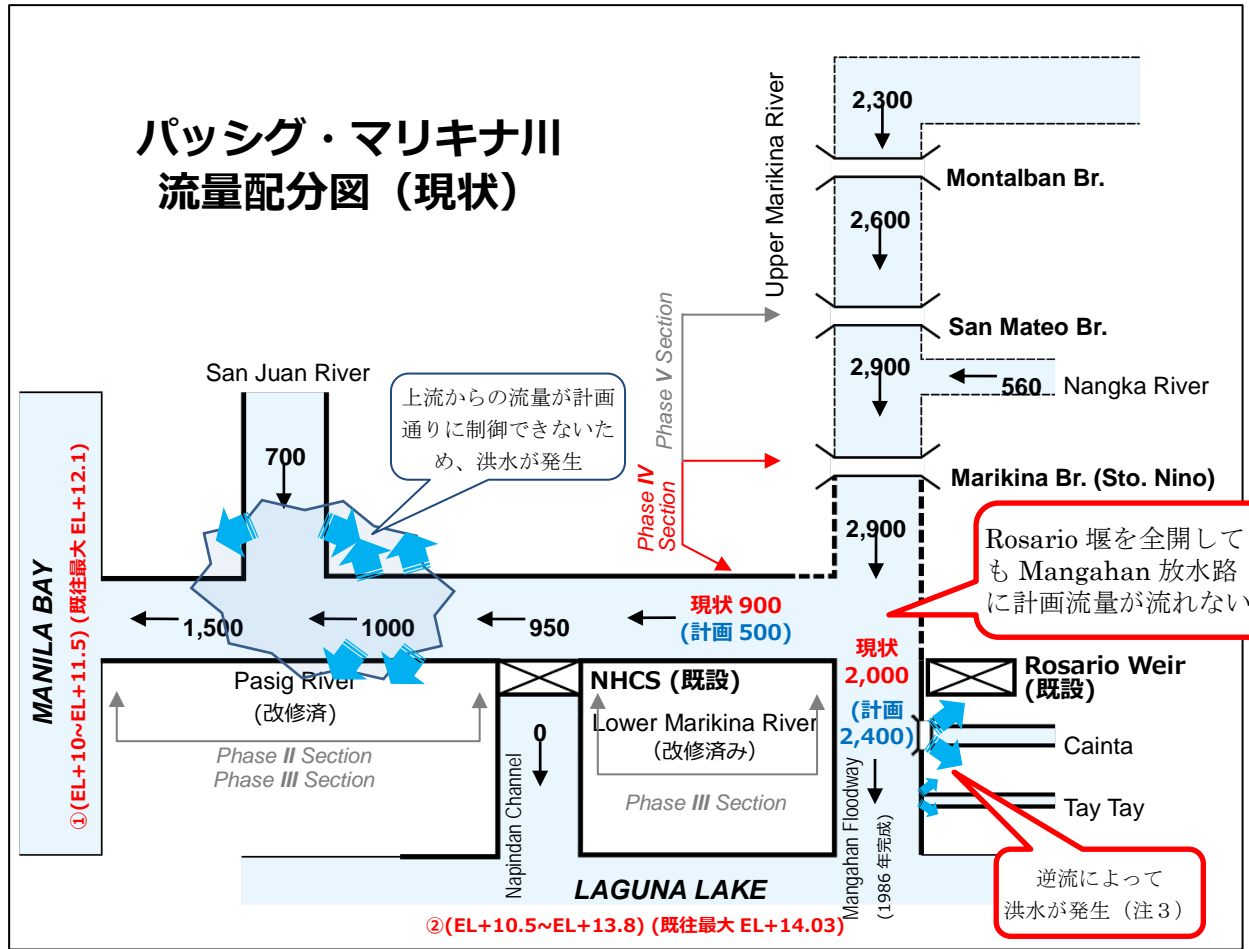 パッシグ・マリキナ川
流量配分図（現状）
Upper Marikina River
2,300
Montalban Br.
2,600
San Mateo Br.
2,900
560
Nangka River
Marikina Br. (Sto. Nino)
Phase V Section
Phase IV
Section
San Juan River
700
上流からの流量が計画
通りに制御できないた
め、洪水が発生
2,900
Rosario 堰を全開して
も Mangahan 放水路
に計画流量が流れない
MANILA BAY
①(EL+10~EL+11.5) (既往最大 EL+12.1)
1,500
1000
950
現状 900
(計画 500)
現状
2,000
(計画
2,400)
Rosario Weir
(既設)
Pasig River
(改修済)
Phase II Section
Phase III Section
NHCS (既設)
Lower Marikina River
（改修済み）
Phase III Section
0
Napindan Channel
Mangahan Floodway
(1986 年完成)
Cainta
Tay Tay
逆流によって
洪水が発生（注３）
LAGUNA LAKE
②(EL+10.5~EL+13.8) (既往最大 EL+14.03)